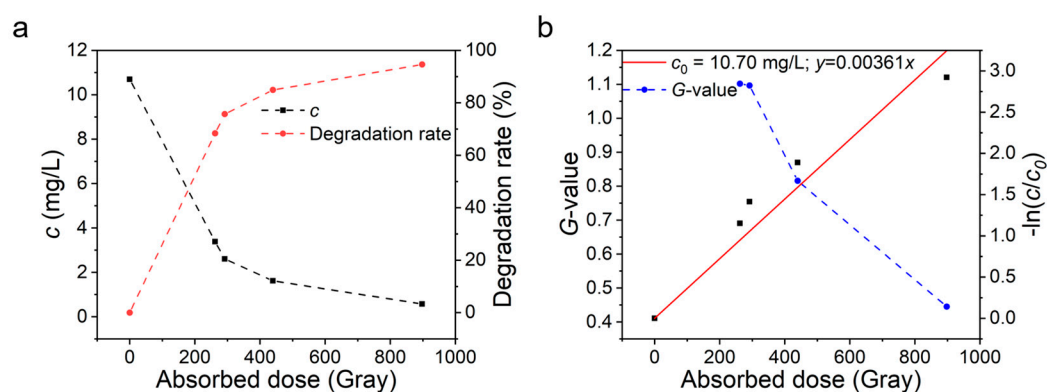 a
c (mg/L)
12
10
8
6
4
2
0
c
Degradation rate
100
80
60
40
20
0
Degradation rate (%)
0 200 400 600 800 1000
Absorbed dose (Gray)
b
G-value
1.2
1.1
1.0
0.9
0.8
0.7
0.6
0.5
0.4
c₀ = 10.70 mg/L; y=0.00361x
G-value
3.0
2.5
2.0
1.5
1.0
0.5
0.0
-ln(c/c₀)
0 200 400 600 800 1000
Absorbed dose (Gray)